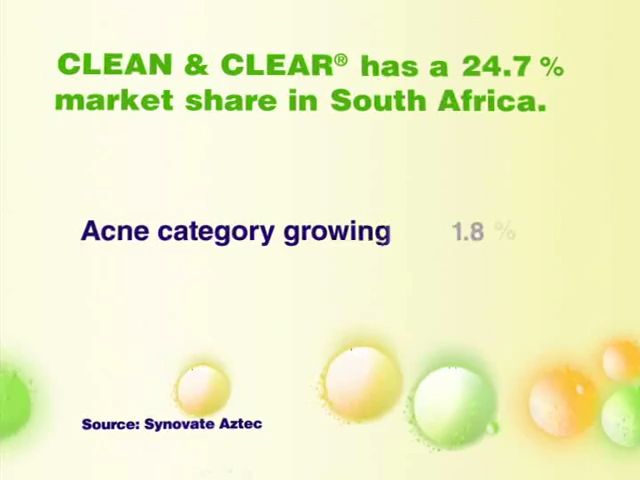 CLEAN & CLEAR® has a 24.7 %
market share in South Africa.
Acne category growing 1.8 %
Source: Synovate Aztec